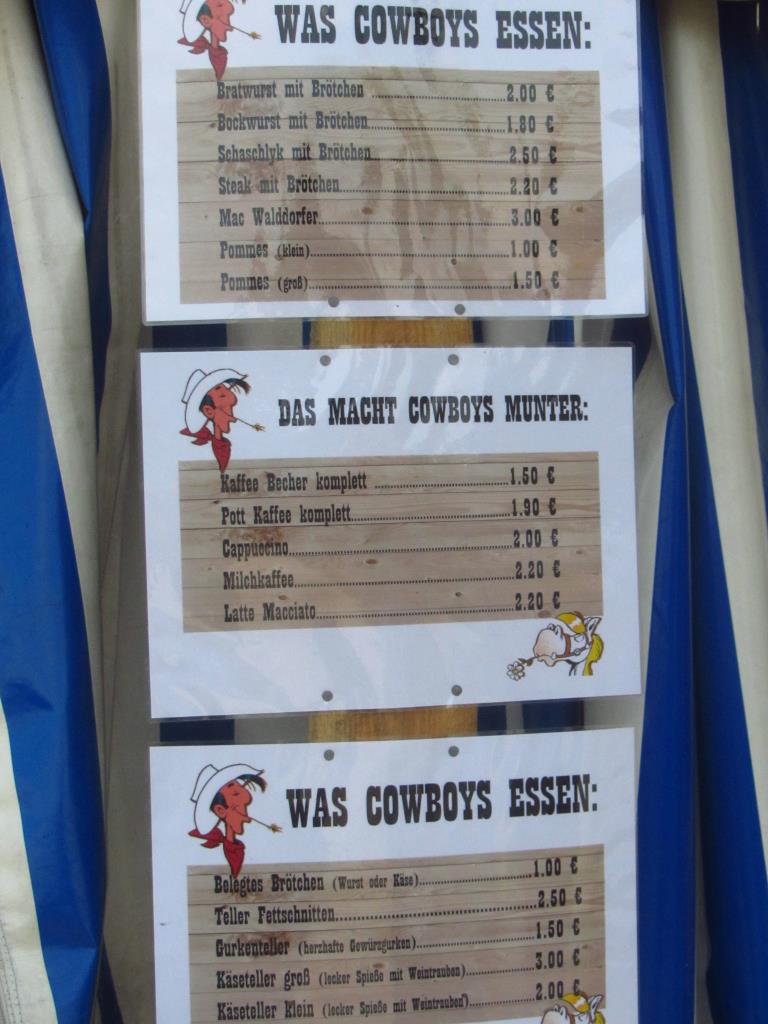 WAS COWBOYS ESSEN:
Bratwurst mit Brötchen ........................2.00 €
Bockwurst mit Brötchen........................1.80 €
Schaschlyk mit Brötchen........................2.50 €
Steak mit Brötchen........................2.20 €
Mac Walddorfer........................3.00 €
Pommes (klein)........................1.00 €
Pommes (groß)........................1.50 €
DAS MACHT COWBOYS MUNTER:
Kaffee Becher komplett ........................1.50 €
Pott Kaffee komplett........................1.90 €
Cappuccino........................2.00 €
Milchkaffee........................2.20 €
Latte Macciato........................2.20 €
WAS COWBOYS ESSEN:
Belegtes Brötchen (Wurst oder Käse)........................1.00 €
Teller Fettschnitten........................2.50 €
Gurkenteller (herzhafte Gewürzgurken)........................1.50 €
Käseteller groß (lecker Spieße mit Weintrauben)........................3.00 €
Käseteller Klein (lecker Spieße mit Weintrauben)........................2.00 €